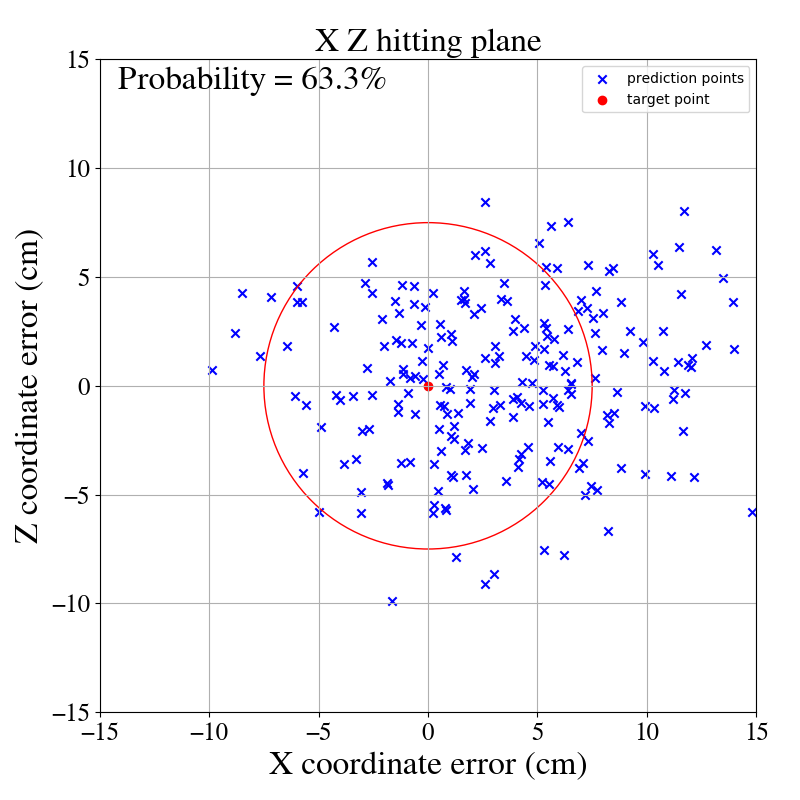 X Z hitting plane
Probability = 63.3%
prediction points
target point
Z coordinate error (cm)
15
10
5
0
−5
−10
−15
−15
−10
−5
0
5
10
15
X coordinate error (cm)